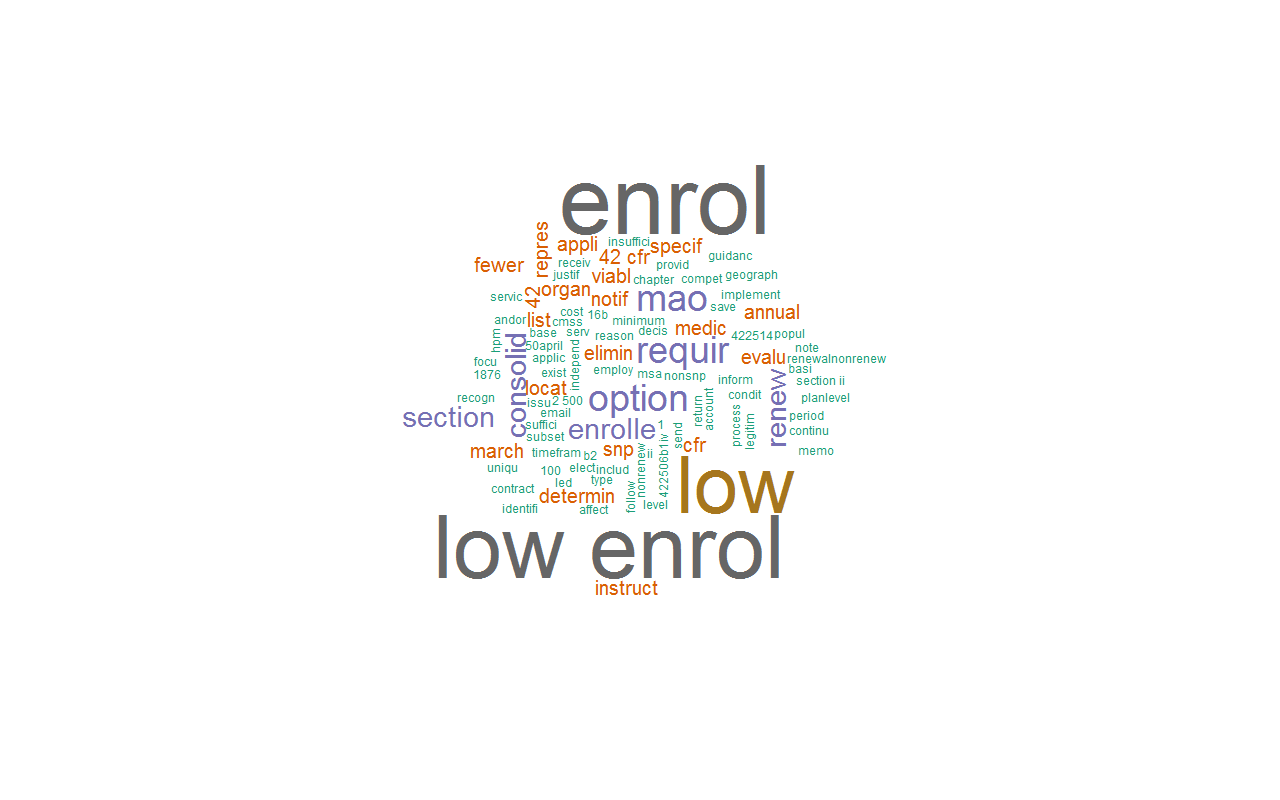 enrol
repres
appli
insuffici
specif
fewer
receiv
42 cfr
provid
guidanc
justif
viabl
chapter
compet
geograph
servic
42
organ
notif
mao
save
implement
andor
list
cost
cmss
16b
minimum
medic
annual
hpm
base
serv
reason
decis
422514
popul
50april
consolid
independ
elimin
requir
evalu
note
renewalnonrenew
focu
applic
1876
exist
employ
msa
nonsnp
inform
basi
section ii
locat
recogn
issu
2 500
option
return
account
condit
renew
planlevel
section
email
suffici
subset
enrolle
1
send
process
legitim
period
continu
march
timefram
b2
snp
ii
cfr
memo
uniqu
100
elect
includ
nonrenew
422506b1iv
low
contract
led
type
determin
follow
level
identifi
affect
low enrol
instruct